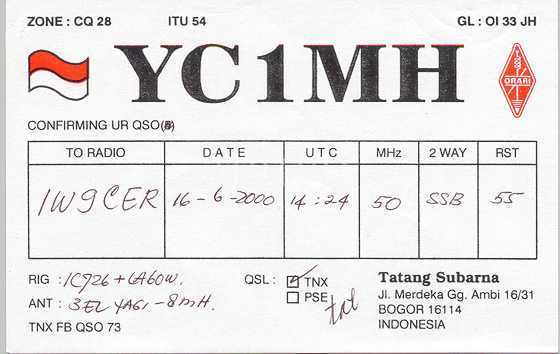 ZONE : CQ 28 ITU 54 GL : OI 33 JH
YC1MH
ORARI
CONFIRMING UR QSO(S)
TO RADIO DATE UTC MHz 2 WAY RST
IW9CER 16-6-2000 14:24 50 SSB 55
RIG : IC726 + LA60W. QSL : TNX Tatang Subarna
PSE Jl. Merdeka Gg. Ambi 16/31
ANT : 3EL YAGI - 8mH. BOGOR 16114
TNX FB QSO 73 INDONESIA